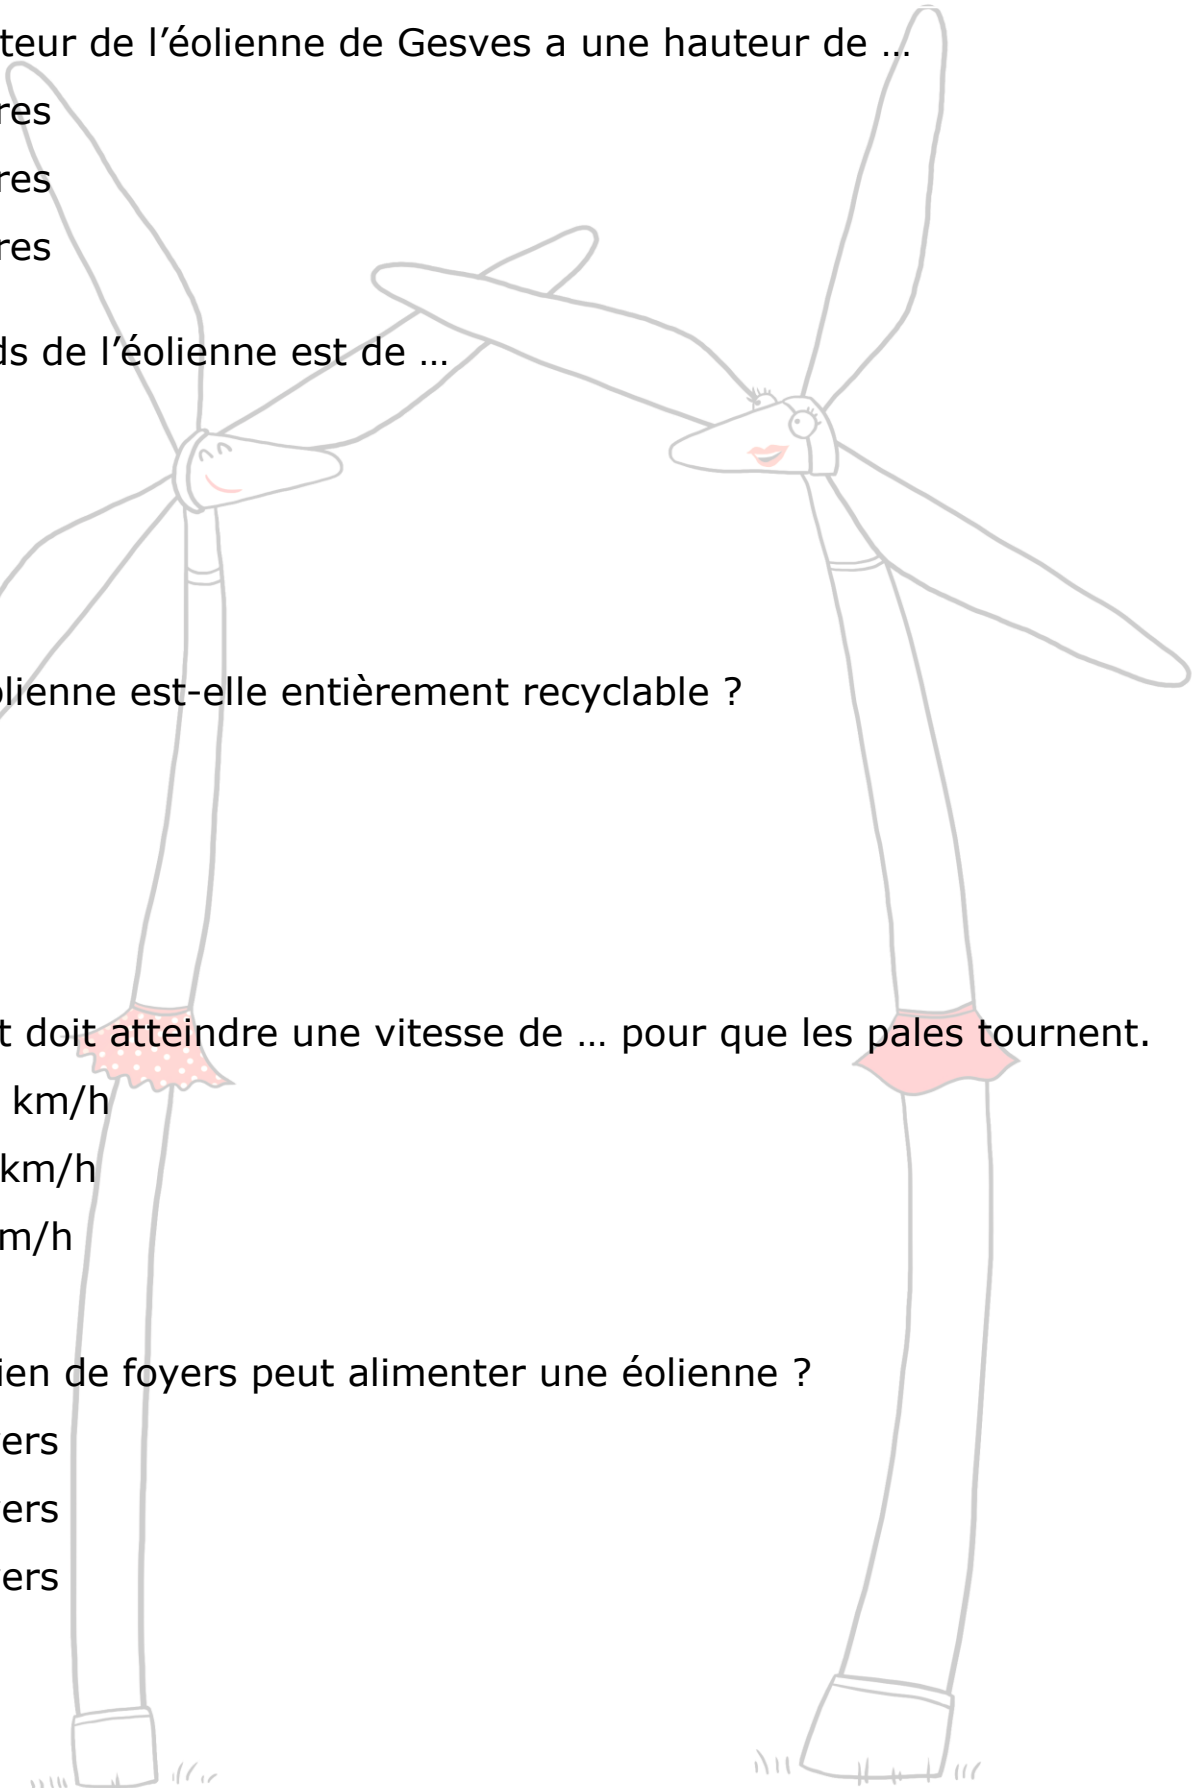 teur de l’éolienne de Gesves a une hauteur de …
res
res
res
ds de l’éolienne est de …
olienne est-elle entièrement recyclable ?
t doit atteindre une vitesse de … pour que les pales tournent.
km/h
km/h
m/h
ien de foyers peut alimenter une éolienne ?
ers
ers
ers